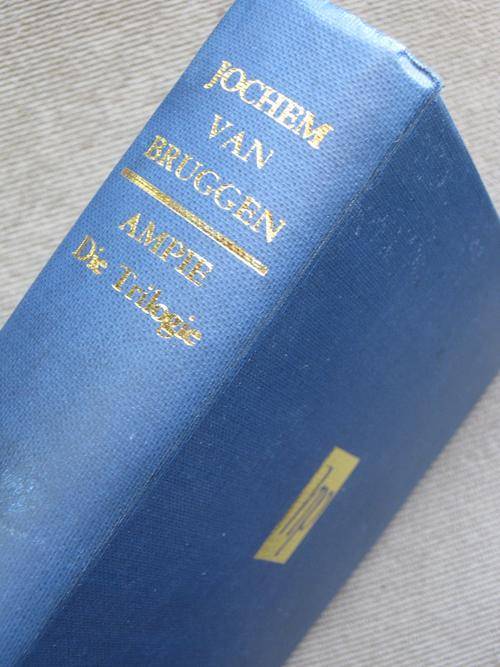 JOCHEM
VAN
BRUGGEN
AMPIE
Die Trilogie